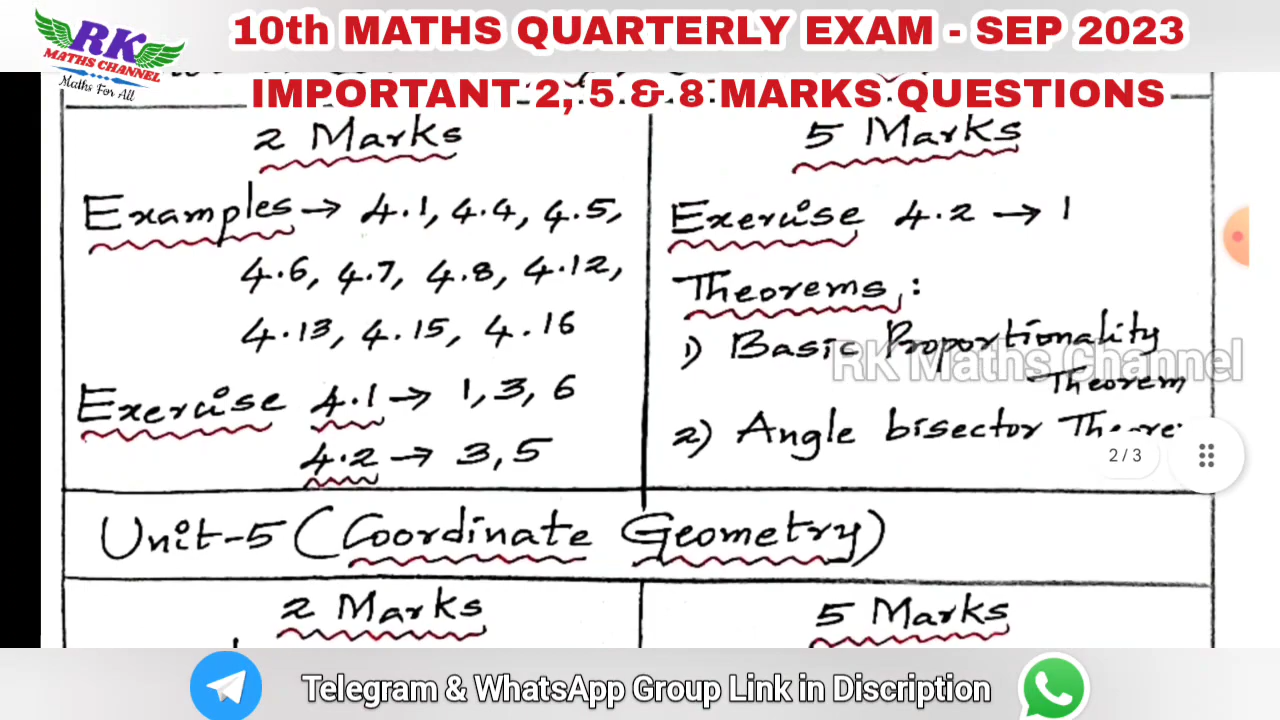 RK
MATHS CHANNEL
Maths For All
10th MATHS QUARTERLY EXAM - SEP 2023
IMPORTANT 2, 5 & 8 MARKS QUESTIONS
2 Marks
Examples → 4.1, 4.4, 4.5,
4.6, 4.7, 4.8, 4.12,
4.13, 4.15, 4.16
Exercise 4.1 → 1, 3, 6
4.2 → 3, 5
5 Marks
Exercise 4.2 → 1
Theorems :
1) Basic Proportionality
Theorem
RK Maths Channel
2) Angle bisector
2 / 3
Unit-5 (Coordinate Geometry)
2 Marks
5 Marks
Telegram & WhatsApp Group Link in Discription